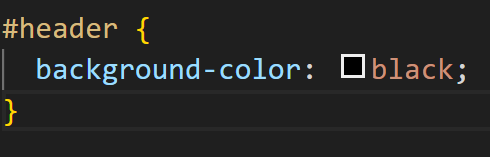 #header {
background-color: black;
}